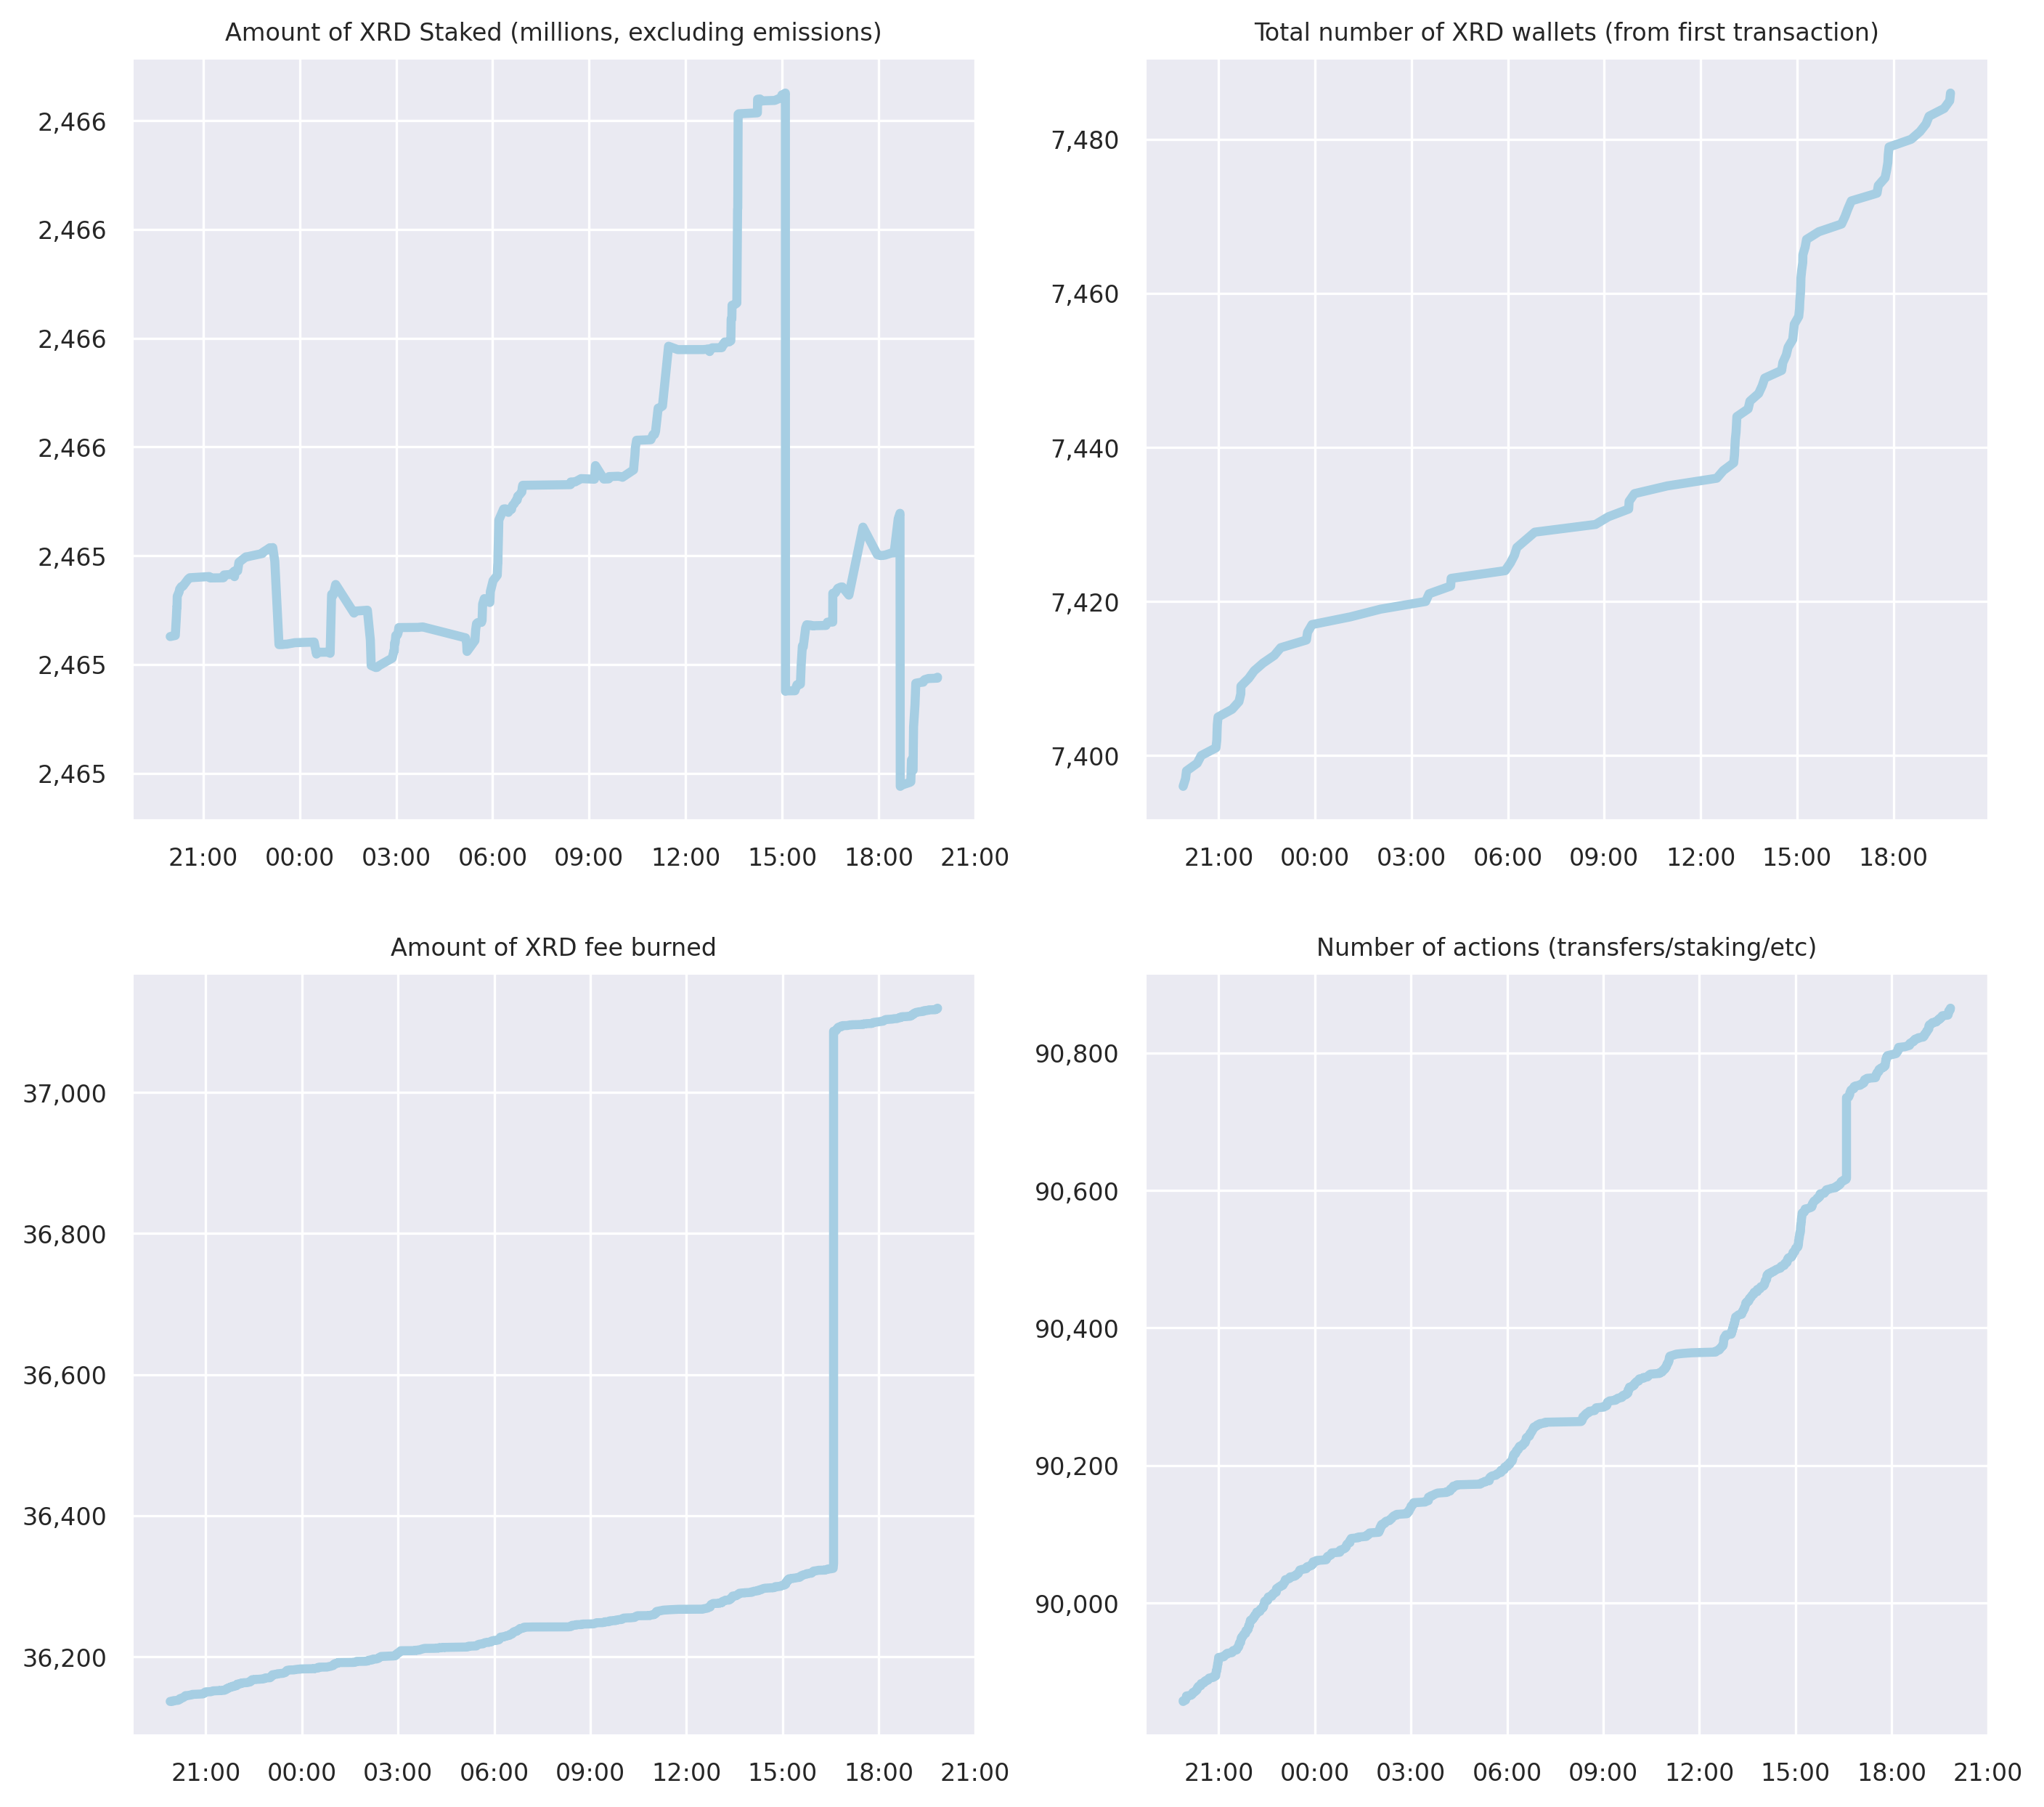 Amount of XRD Staked (millions, excluding emissions)
2,466
2,466
2,466
2,466
2,465
2,465
2,465
21:00 00:00 03:00 06:00 09:00 12:00 15:00 18:00 21:00
Total number of XRD wallets (from first transaction)
7,480
7,460
7,440
7,420
7,400
21:00 00:00 03:00 06:00 09:00 12:00 15:00 18:00
Amount of XRD fee burned
37,000
36,800
36,600
36,400
36,200
21:00 00:00 03:00 06:00 09:00 12:00 15:00 18:00 21:00
Number of actions (transfers/staking/etc)
90,800
90,600
90,400
90,200
90,000
21:00 00:00 03:00 06:00 09:00 12:00 15:00 18:00 21:00